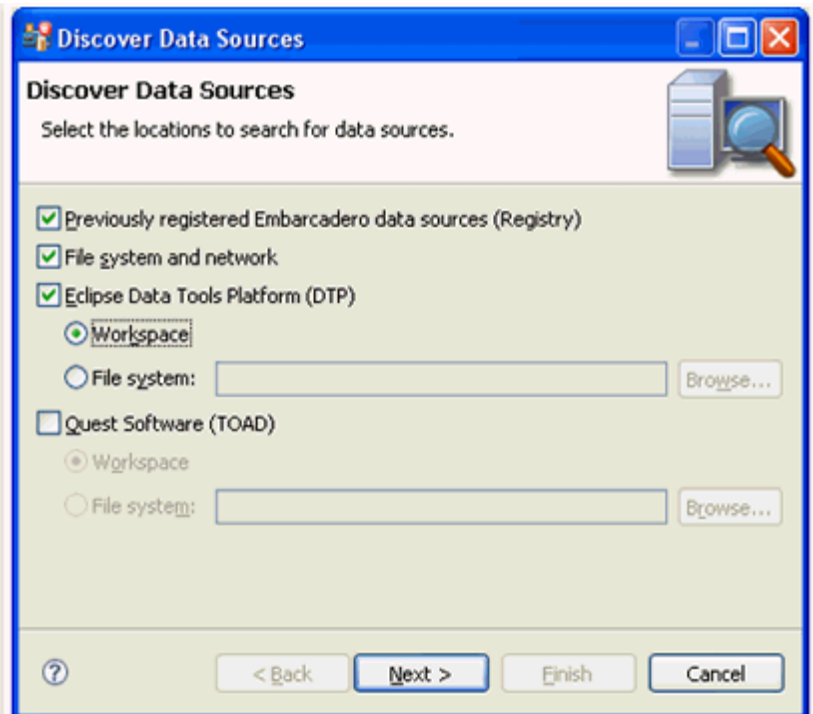 Discover Data Sources
Discover Data Sources
Select the locations to search for data sources.
Previously registered Embarcadero data sources (Registry)
File system and network
Eclipse Data Tools Platform (DTP)
Workspace
File system: Browse...
Quest Software (TOAD)
Workspace
File system: Browse...
? < Back Next > Finish Cancel